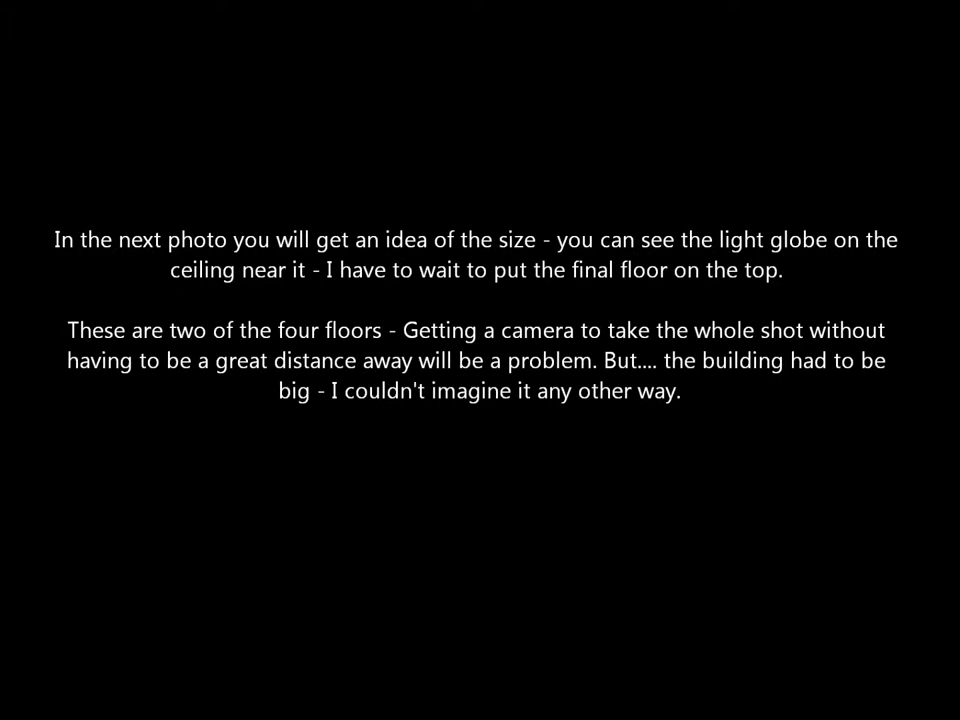 In the next photo you will get an idea of the size - you can see the light globe on the
ceiling near it - I have to wait to put the final floor on the top.
These are two of the four floors - Getting a camera to take the whole shot without
having to be a great distance away will be a problem. But.... the building had to be
big - I couldn't imagine it any other way.